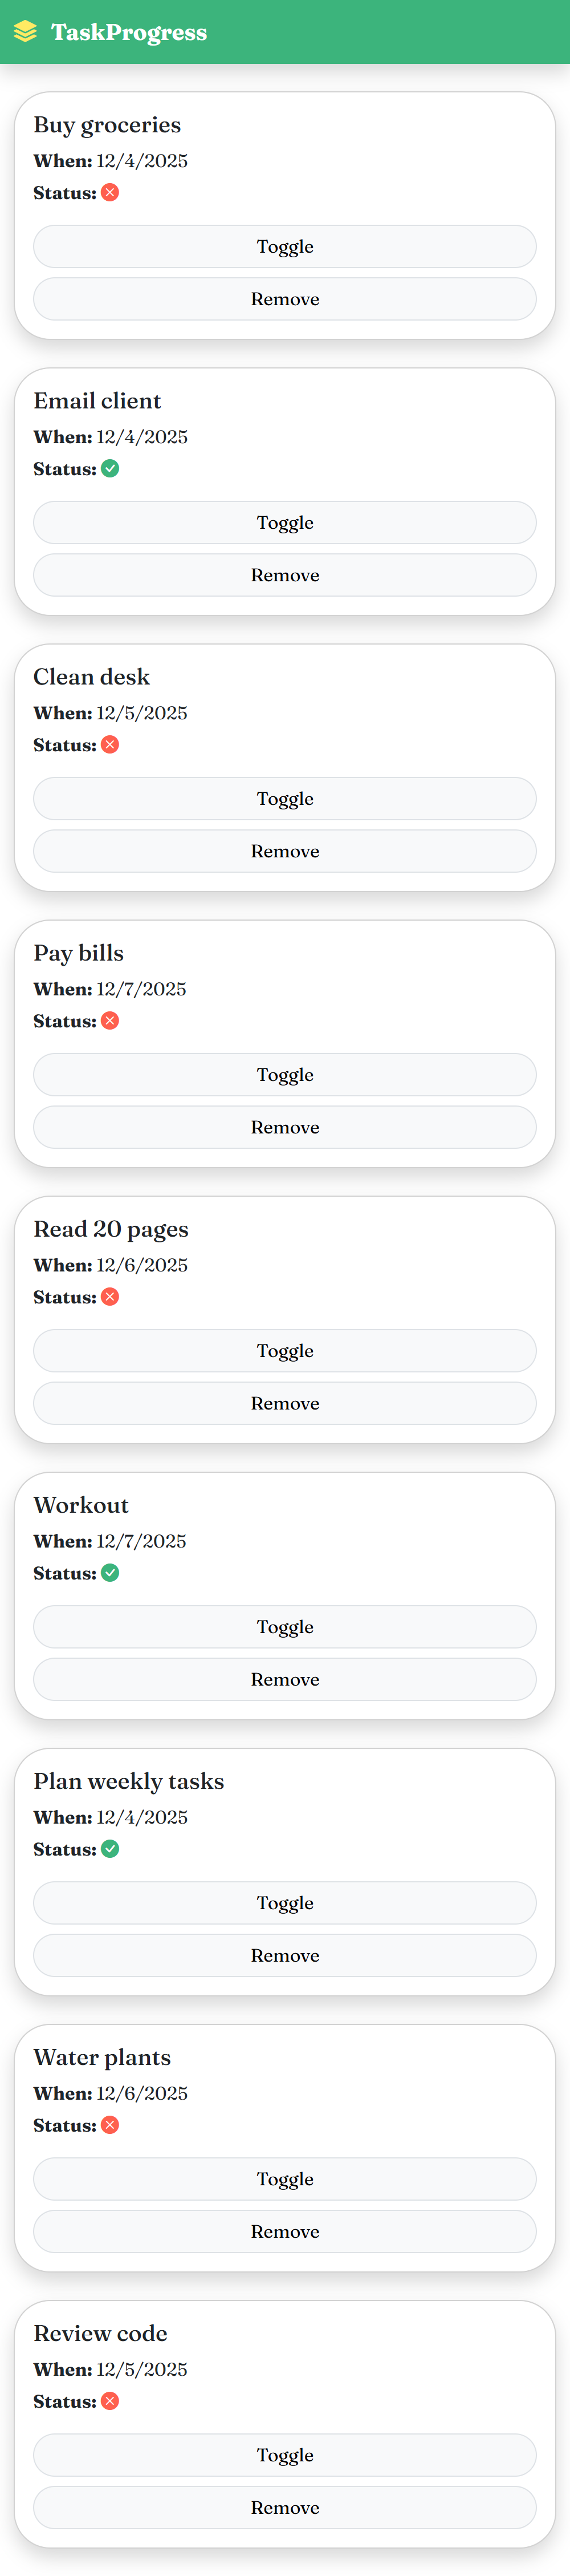 TaskProgress
Buy groceries
When: 12/4/2025
Status:
Toggle
Remove
Email client
When: 12/4/2025
Status:
Toggle
Remove
Clean desk
When: 12/5/2025
Status:
Toggle
Remove
Pay bills
When: 12/7/2025
Status:
Toggle
Remove
Read 20 pages
When: 12/6/2025
Status:
Toggle
Remove
Workout
When: 12/7/2025
Status:
Toggle
Remove
Plan weekly tasks
When: 12/4/2025
Status:
Toggle
Remove
Water plants
When: 12/6/2025
Status:
Toggle
Remove
Review code
When: 12/5/2025
Status:
Toggle
Remove